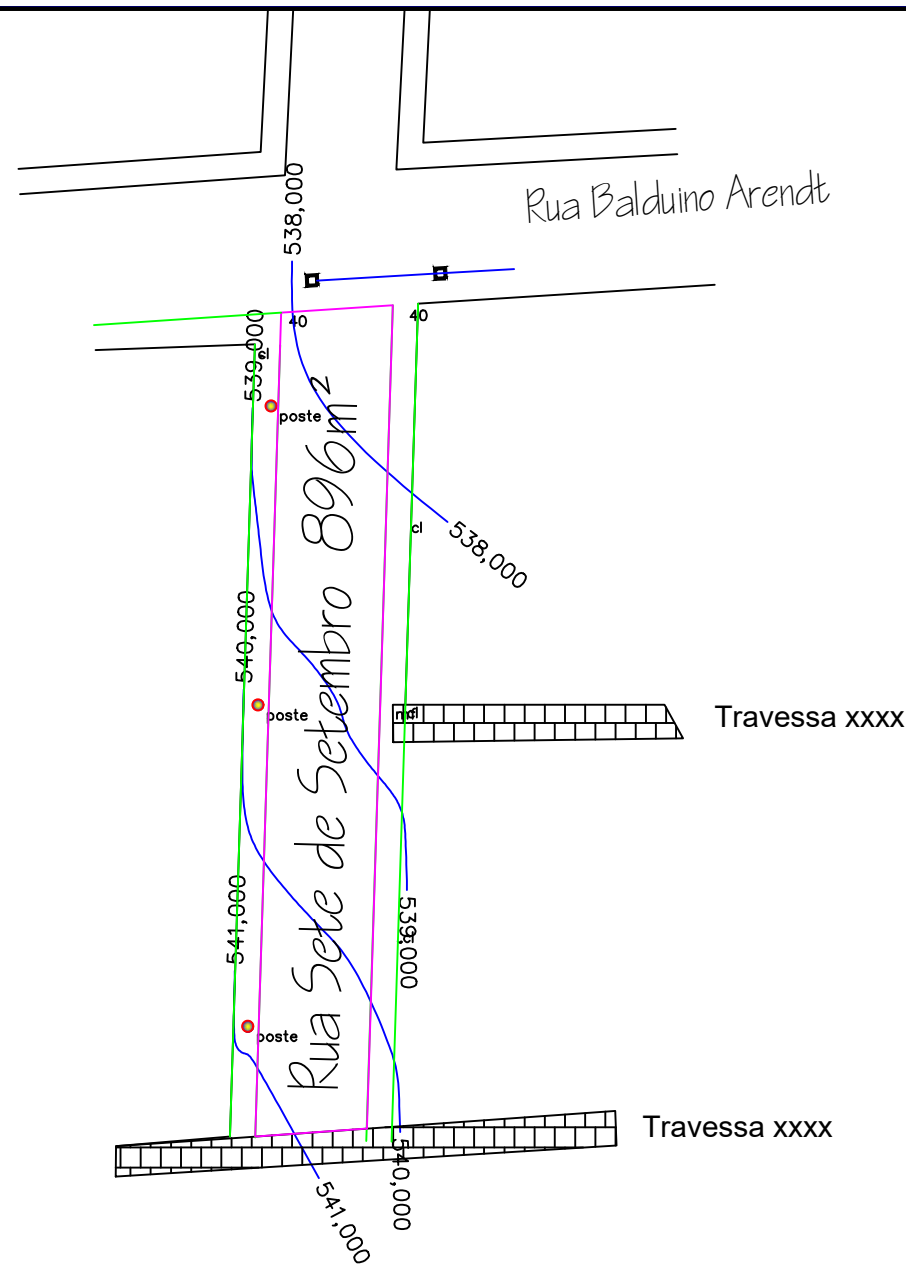 538,000
Rua Balduino Arendt
40
40
539,000
cl
poste
Rua Sete de Setembro 896m²
cl
538,000
540,000
poste
m
cl
Travessa xxxx
541,000
539,000
poste
Travessa xxxx
540,000
541,000